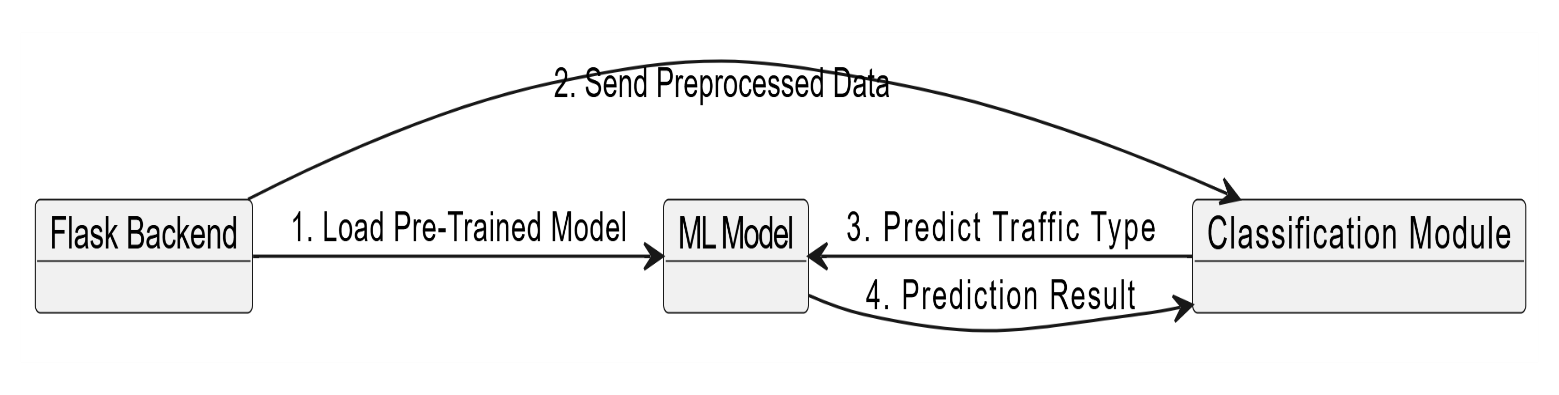 2. Send Preprocessed Data
Flask Backend
1. Load Pre-Trained Model
ML Model
3. Predict Traffic Type
Classification Module
4. Prediction Result